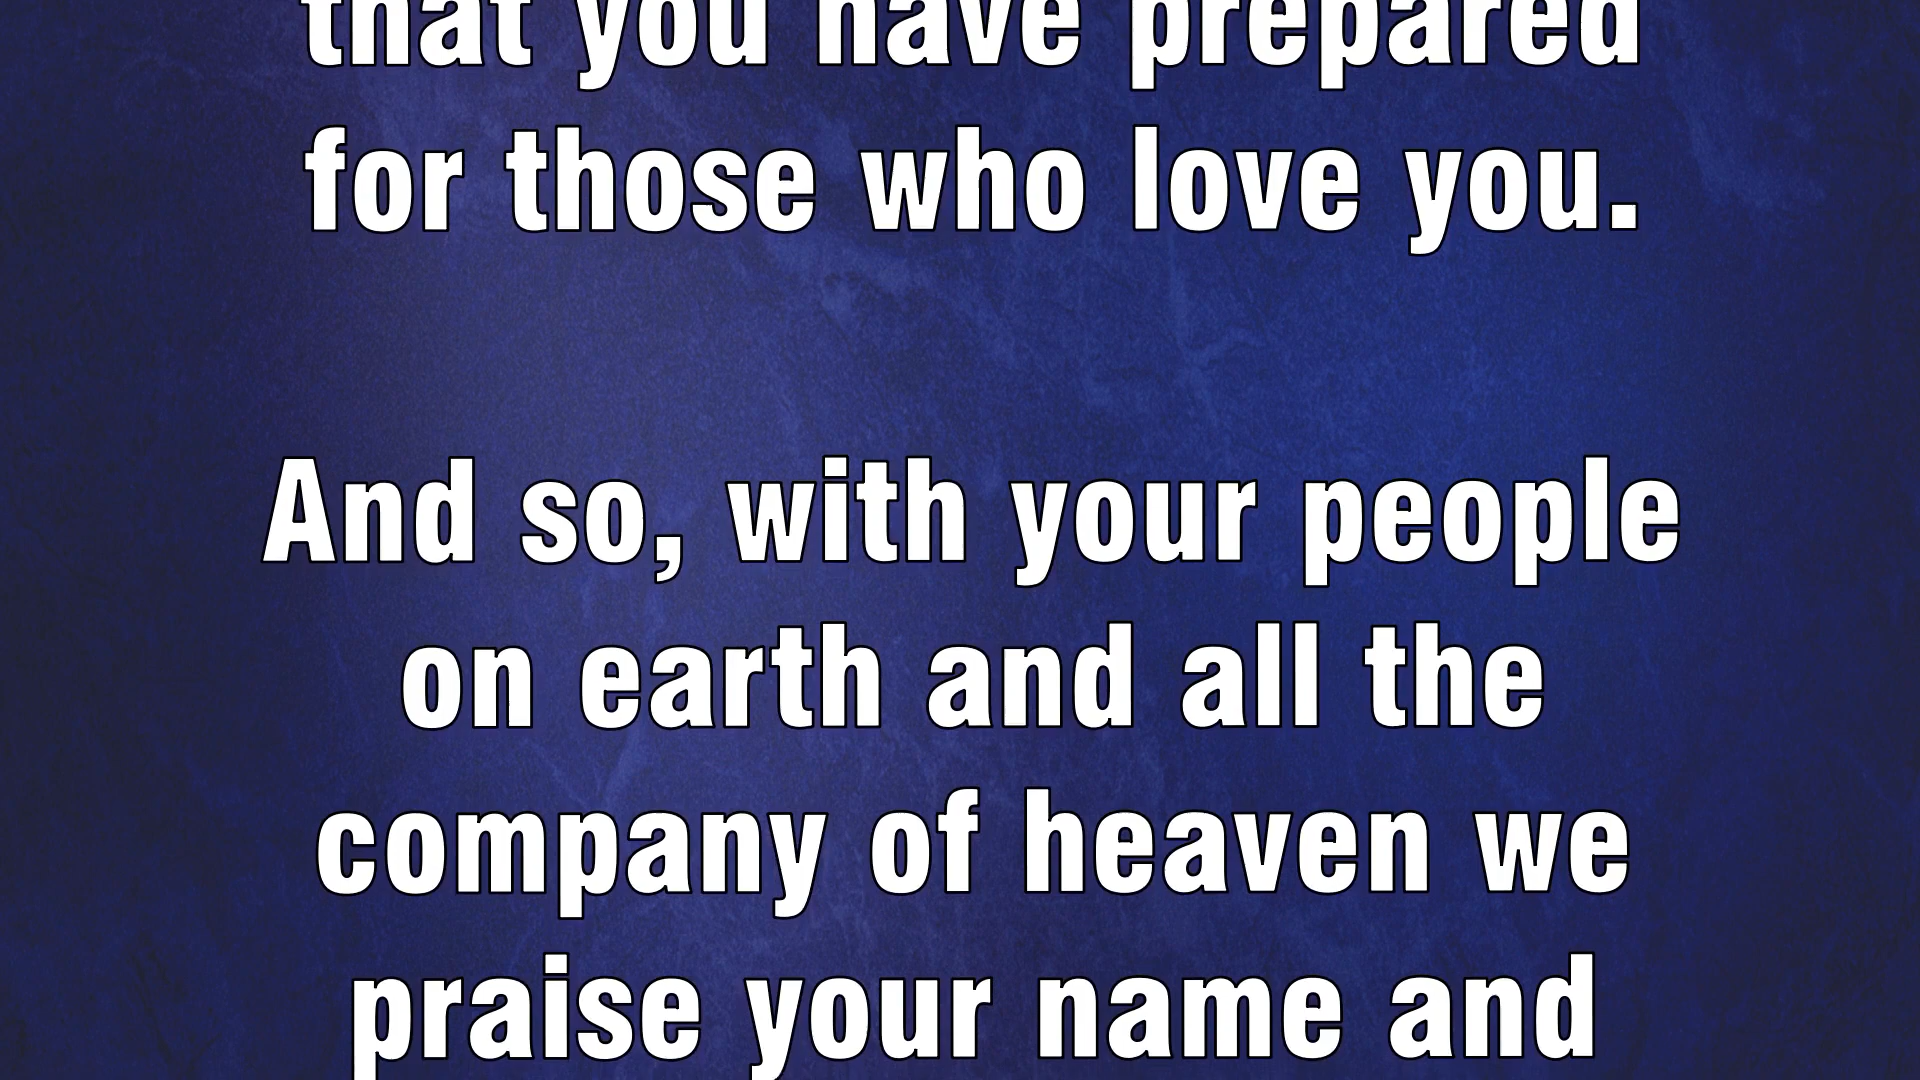 that you have prepared
for those who love you.
And so, with your people
on earth and all the
company of heaven we
praise your name and